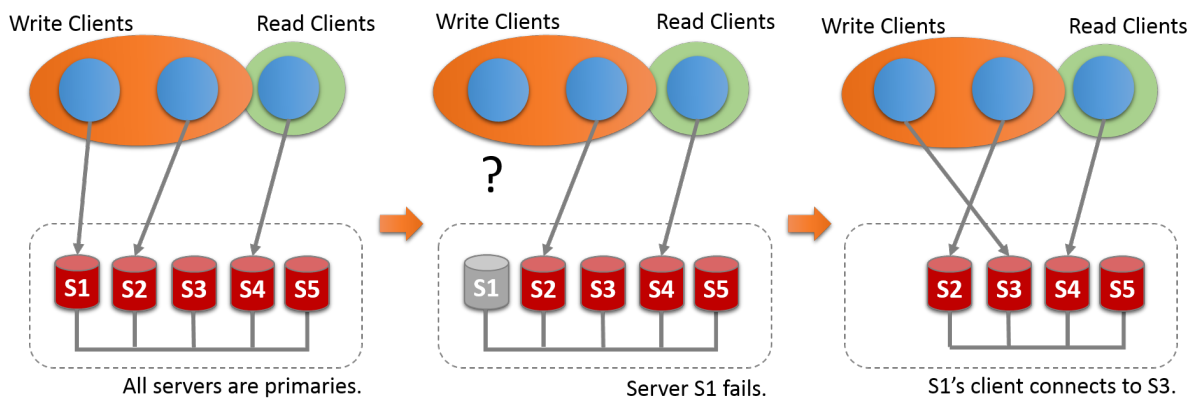 Write Clients Read Clients
?
S1 S2 S3 S4 S5
All servers are primaries.
Write Clients Read Clients
S1 S2 S3 S4 S5
Server S1 fails.
Write Clients Read Clients
S2 S3 S4 S5
S1's client connects to S3.